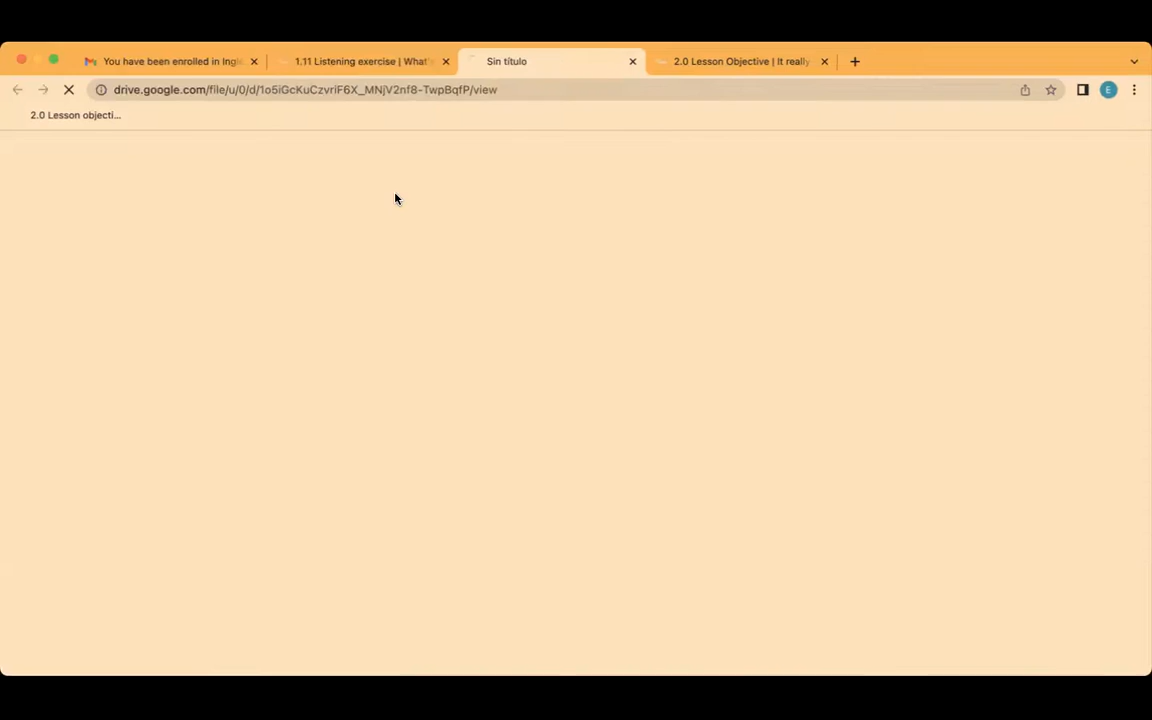 You have been enrolled in Ingl
1.11 Listening exercise | What'
Sin título
2.0 Lesson Objective | It really
drive.google.com/file/u/0/d/1o5iGcKuCzvriF6X_MNjV2nf8-TwpBqfP/view
E
2.0 Lesson objecti...